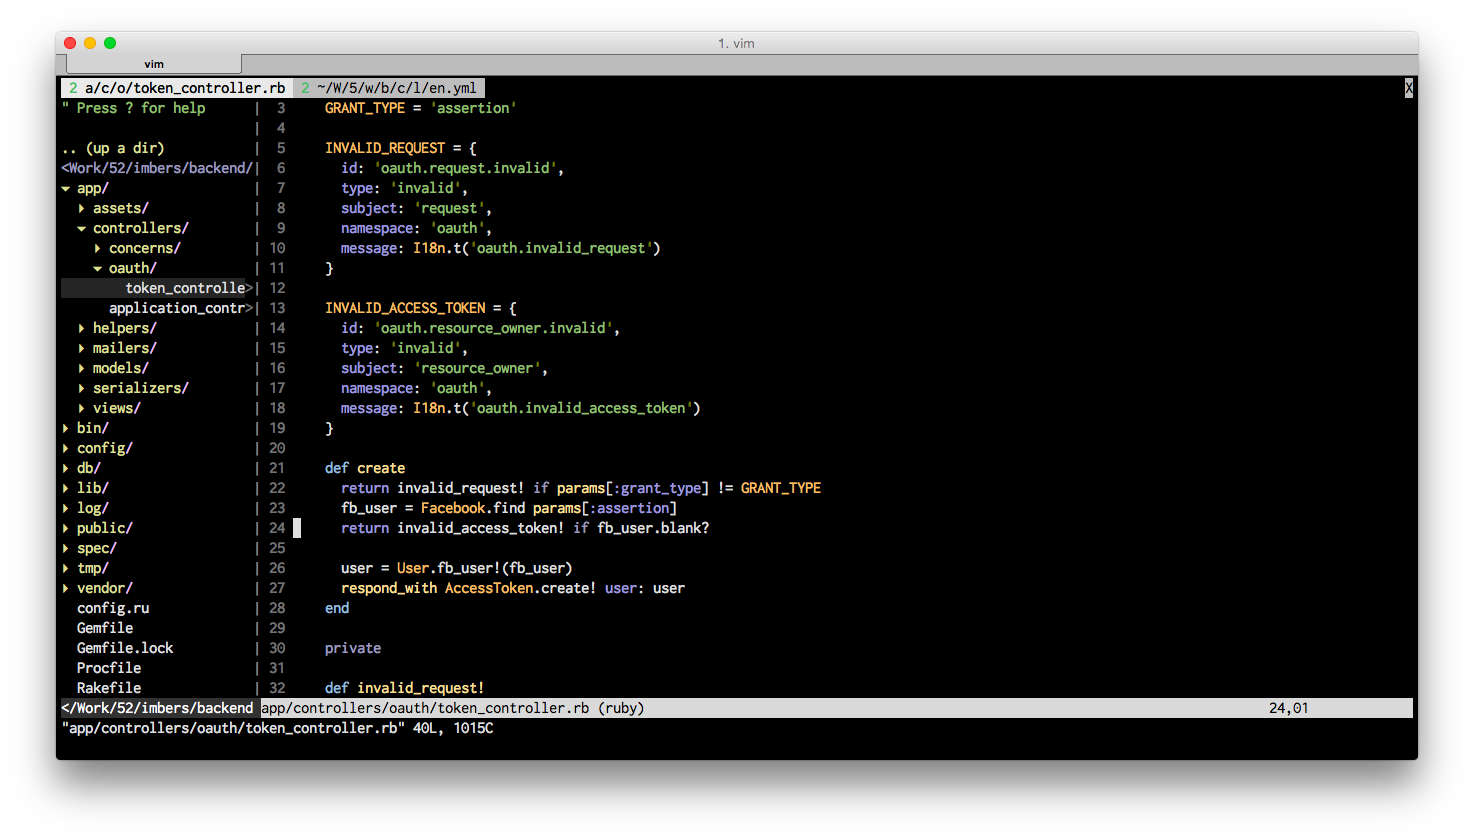 1. vim
vim
2 a/c/o/token_controller.rb 2 ~/W/5/w/b/c/l/en.yml X
" Press ? for help | 3 GRANT_TYPE = 'assertion'
| 4
.. (up a dir) | 5 INVALID_REQUEST = {
<Work/52/imbers/backend/| 6 id: 'oauth.request.invalid',
▾ app/ | 7 type: 'invalid',
▸ assets/ | 8 subject: 'request',
▾ controllers/ | 9 namespace: 'oauth',
▸ concerns/ | 10 message: I18n.t('oauth.invalid_request')
▾ oauth/ | 11 }
token_controlle>| 12
application_contr>| 13 INVALID_ACCESS_TOKEN = {
▸ helpers/ | 14 id: 'oauth.resource_owner.invalid',
▸ mailers/ | 15 type: 'invalid',
▸ models/ | 16 subject: 'resource_owner',
▸ serializers/ | 17 namespace: 'oauth',
▸ views/ | 18 message: I18n.t('oauth.invalid_access_token')
▸ bin/ | 19 }
▸ config/ | 20
▸ db/ | 21 def create
▸ lib/ | 22 return invalid_request! if params[:grant_type] != GRANT_TYPE
▸ log/ | 23 fb_user = Facebook.find params[:assertion]
▸ public/ | 24 return invalid_access_token! if fb_user.blank?
▸ spec/ | 25
▸ tmp/ | 26 user = User.fb_user!(fb_user)
▸ vendor/ | 27 respond_with AccessToken.create! user: user
config.ru | 28 end
Gemfile | 29
Gemfile.lock | 30 private
Procfile | 31
Rakefile | 32 def invalid_request!
</Work/52/imbers/backend app/controllers/oauth/token_controller.rb (ruby) 24,01
"app/controllers/oauth/token_controller.rb" 40L, 1015C